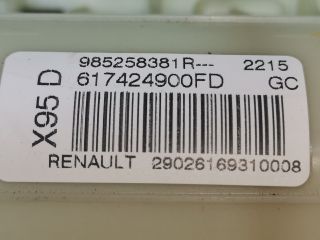 985258381R--- 2215
617424900FD GC
X95 D
RENAULT 29026169310008